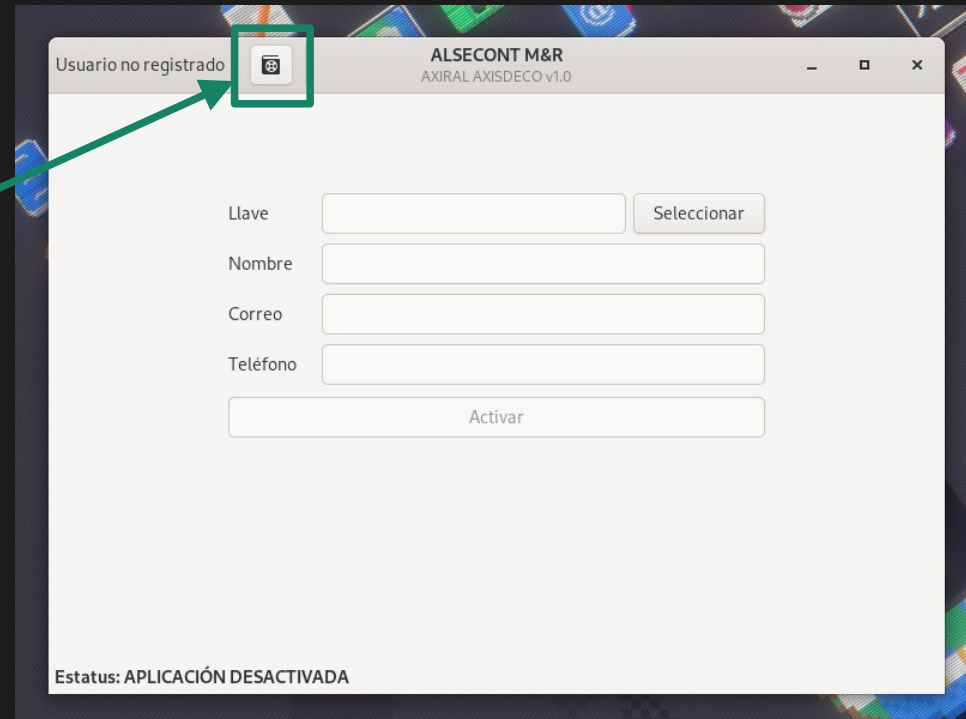 Usuario no registrado
ALSECONT M&R
AXIRAL AXISDECO v1.0
Llave
Seleccionar
Nombre
Correo
Teléfono
Activar
Estatus: APLICACIÓN DESACTIVADA